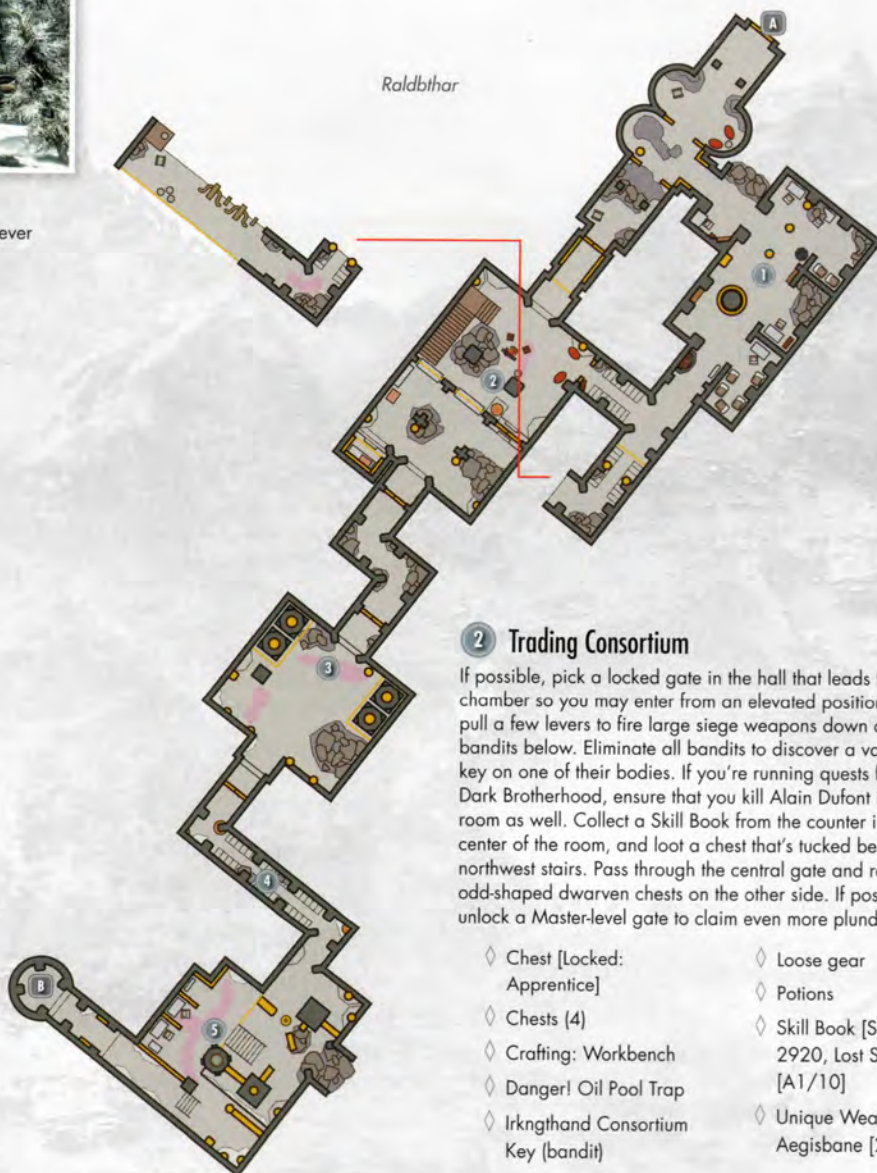 Raldbthar
ever
A
1
2
3
4
5
B
2 Trading Consortium
If possible, pick a locked gate in the hall that leads
chamber so you may enter from an elevated position
pull a few levers to fire large siege weapons down
bandits below. Eliminate all bandits to discover a
key on one of their bodies. If you're running quests
Dark Brotherhood, ensure that you kill Alain Dufont
room as well. Collect a Skill Book from the counter
center of the room, and loot a chest that's tucked
northwest stairs. Pass through the central gate and
odd-shaped dwarven chests on the other side. If
unlock a Master-level gate to claim even more
◊ Chest [Locked:
Apprentice]
◊ Chests (4)
◊ Crafting: Workbench
◊ Danger! Oil Pool Trap
◊ Irkngthand Consortium
Key (bandit)
◊ Loose gear
◊ Potions
◊ Skill Book
2920, Lost
[A1/10]
◊ Unique
Aegisbane